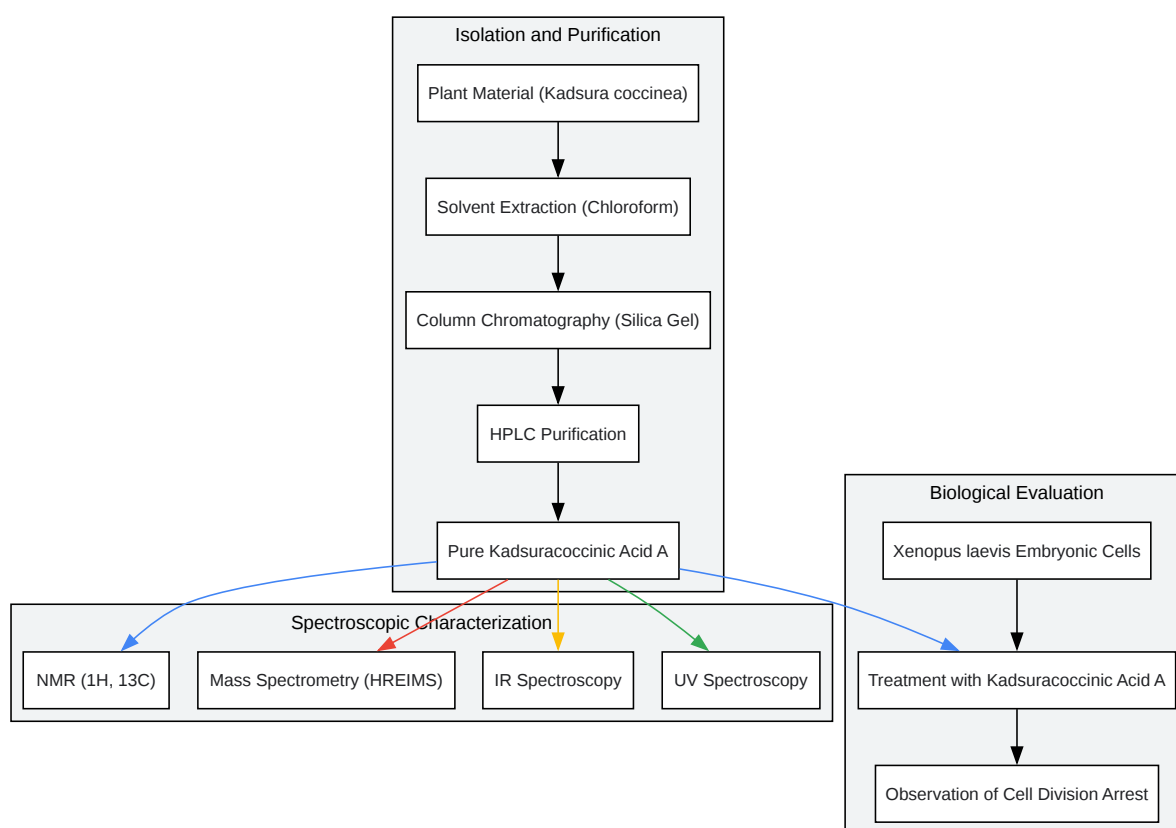 Isolation and Purification
Plant Material (Kadsura coccinea)
Solvent Extraction (Chloroform)
Column Chromatography (Silica Gel)
HPLC Purification
Pure Kadsuracoccinic Acid A
Spectroscopic Characterization
NMR (1H, 13C)
Mass Spectrometry (HREIMS)
IR Spectroscopy
UV Spectroscopy
Biological Evaluation
Xenopus laevis Embryonic Cells
Treatment with Kadsuracoccinic Acid A
Observation of Cell Division Arrest